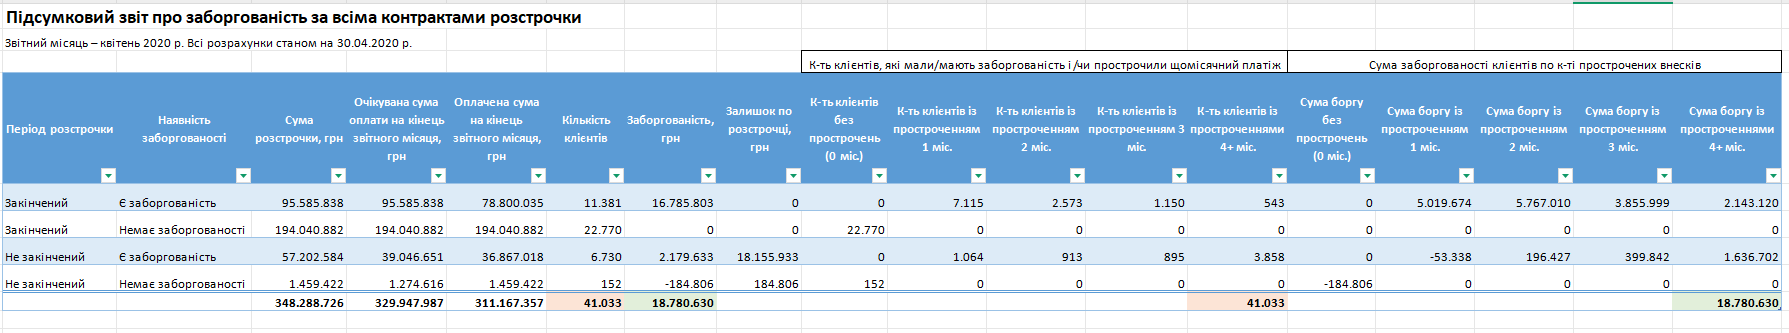 Підсумковий звіт про заборгованість за всіма контрактами розстрочки
Звітний місяць – квітень 2020 р. Всі розрахунки станом на 30.04.2020 р.
К-ть клієнтів, які мали/мають заборгованість і/чи прострочили щомісячний платіж Сума заборгованості клієнтів по к-ті прострочених внесків
Період розстрочки Наявність заборгованості Сума розстрочки, грн Очікувана сума оплати на кінець звітного місяця, грн Оплачена сума на кінець звітного місяця, грн Кількість клієнтів Заборгованість, грн Залишок по розстрочці, грн К-ть клієнтів без прострочень (0 міс.) К-ть клієнтів із простроченням 1 міс. К-ть клієнтів із простроченням 2 міс. К-ть клієнтів із простроченням 3 міс. К-ть клієнтів із простроченнями 4+ міс. Сума боргу без прострочень (0 міс.) Сума боргу із простроченням 1 міс. Сума боргу із простроченням 2 міс. Сума боргу із простроченням 3 міс. Сума боргу із простроченнями 4+ міс.
Закінчений Є заборгованість 95.585.838 95.585.838 78.800.035 11.381 16.785.803 0 0 7.115 2.573 1.150 543 0 5.019.674 5.767.010 3.855.999 2.143.120
Закінчений Немає заборгованості 194.040.882 194.040.882 194.040.882 22.770 0 0 22.770 0 0 0 0 0 0 0 0 0
Не закінчений Є заборгованість 57.202.584 39.046.651 36.867.018 6.730 2.179.633 18.155.933 0 1.064 913 895 3.858 0 -53.338 196.427 399.842 1.636.702
Не закінчений Немає заборгованості 1.459.422 1.274.616 1.459.422 152 -184.806 184.806 152 0 0 0 0 -184.806 0 0 0 0
348.288.726 329.947.987 311.167.357 41.033 18.780.630 41.033 18.780.630